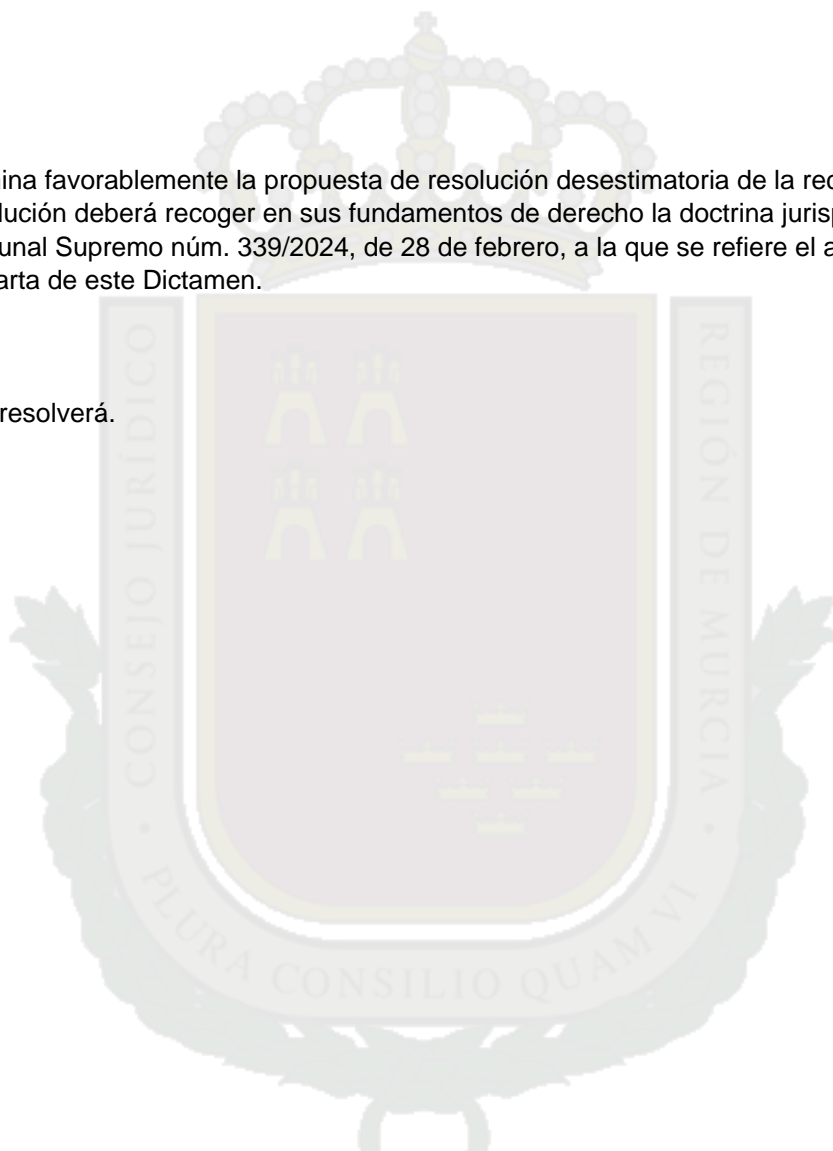 ina favorablemente la propuesta de resolución desestimatoria de la rec
lución deberá recoger en sus fundamentos de derecho la doctrina jurisp
unal Supremo núm. 339/2024, de 28 de febrero, a la que se refiere el a
arta de este Dictamen.
resolverá.
CONSEJO JURÍDICO
REGIÓN DE MURCIA
PLURA CONSILIO QUAM VI